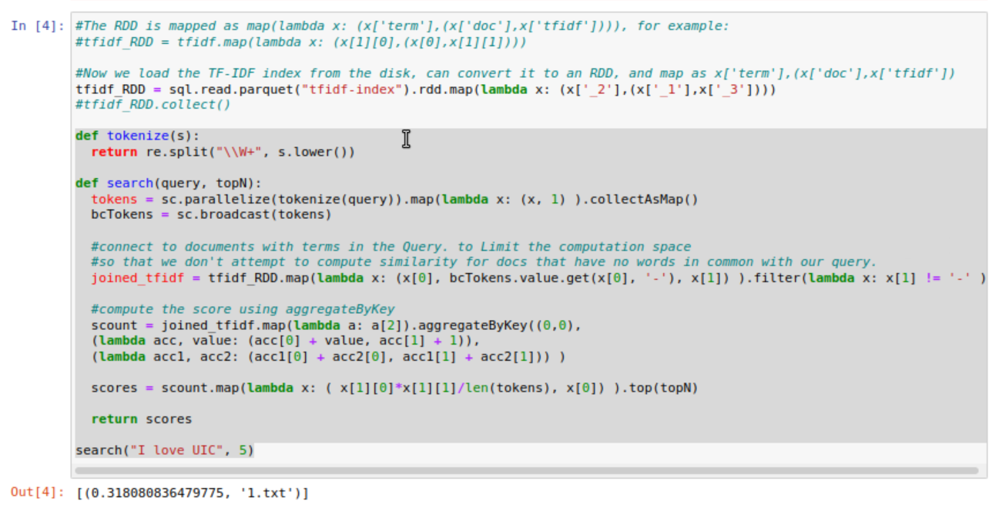 In [4]: #The RDD is mapped as map(lambda x: (x['term'],(x['doc'],x['tfidf']))), for example:
#tfidf_RDD = tfidf.map(lambda x: (x[1][0],(x[0],x[1][1])))
#Now we load the TF-IDF index from the disk, can convert it to an RDD, and map as x['term'],(x['doc'],x['tfidf'])
tfidf_RDD = sql.read.parquet("tfidf-index").rdd.map(lambda x: (x['_2'],(x['_1'],x['_3'])))
#tfidf_RDD.collect()
def tokenize(s):
  return re.split("\\W+", s.lower())
def search(query, topN):
  tokens = sc.parallelize(tokenize(query)).map(lambda x: (x, 1) ).collectAsMap()
  bcTokens = sc.broadcast(tokens)
  #connect to documents with terms in the Query. to Limit the computation space
  #so that we don't attempt to compute similarity for docs that have no words in common with our query.
  joined_tfidf = tfidf_RDD.map(lambda x: (x[0], bcTokens.value.get(x[0], '-'), x[1]) ).filter(lambda x: x[1] != '-' )
  #compute the score using aggregateByKey
  scount = joined_tfidf.map(lambda a: a[2]).aggregateByKey((0,0),
  (lambda acc, value: (acc[0] + value, acc[1] + 1)),
  (lambda acc1, acc2: (acc1[0] + acc2[0], acc1[1] + acc2[1])) )
  scores = scount.map(lambda x: ( x[1][0]*x[1][1]/len(tokens), x[0]) ).top(topN)
  return scores
search("I love UIC", 5)
Out[4]: [(0.318080836479775, '1.txt')]